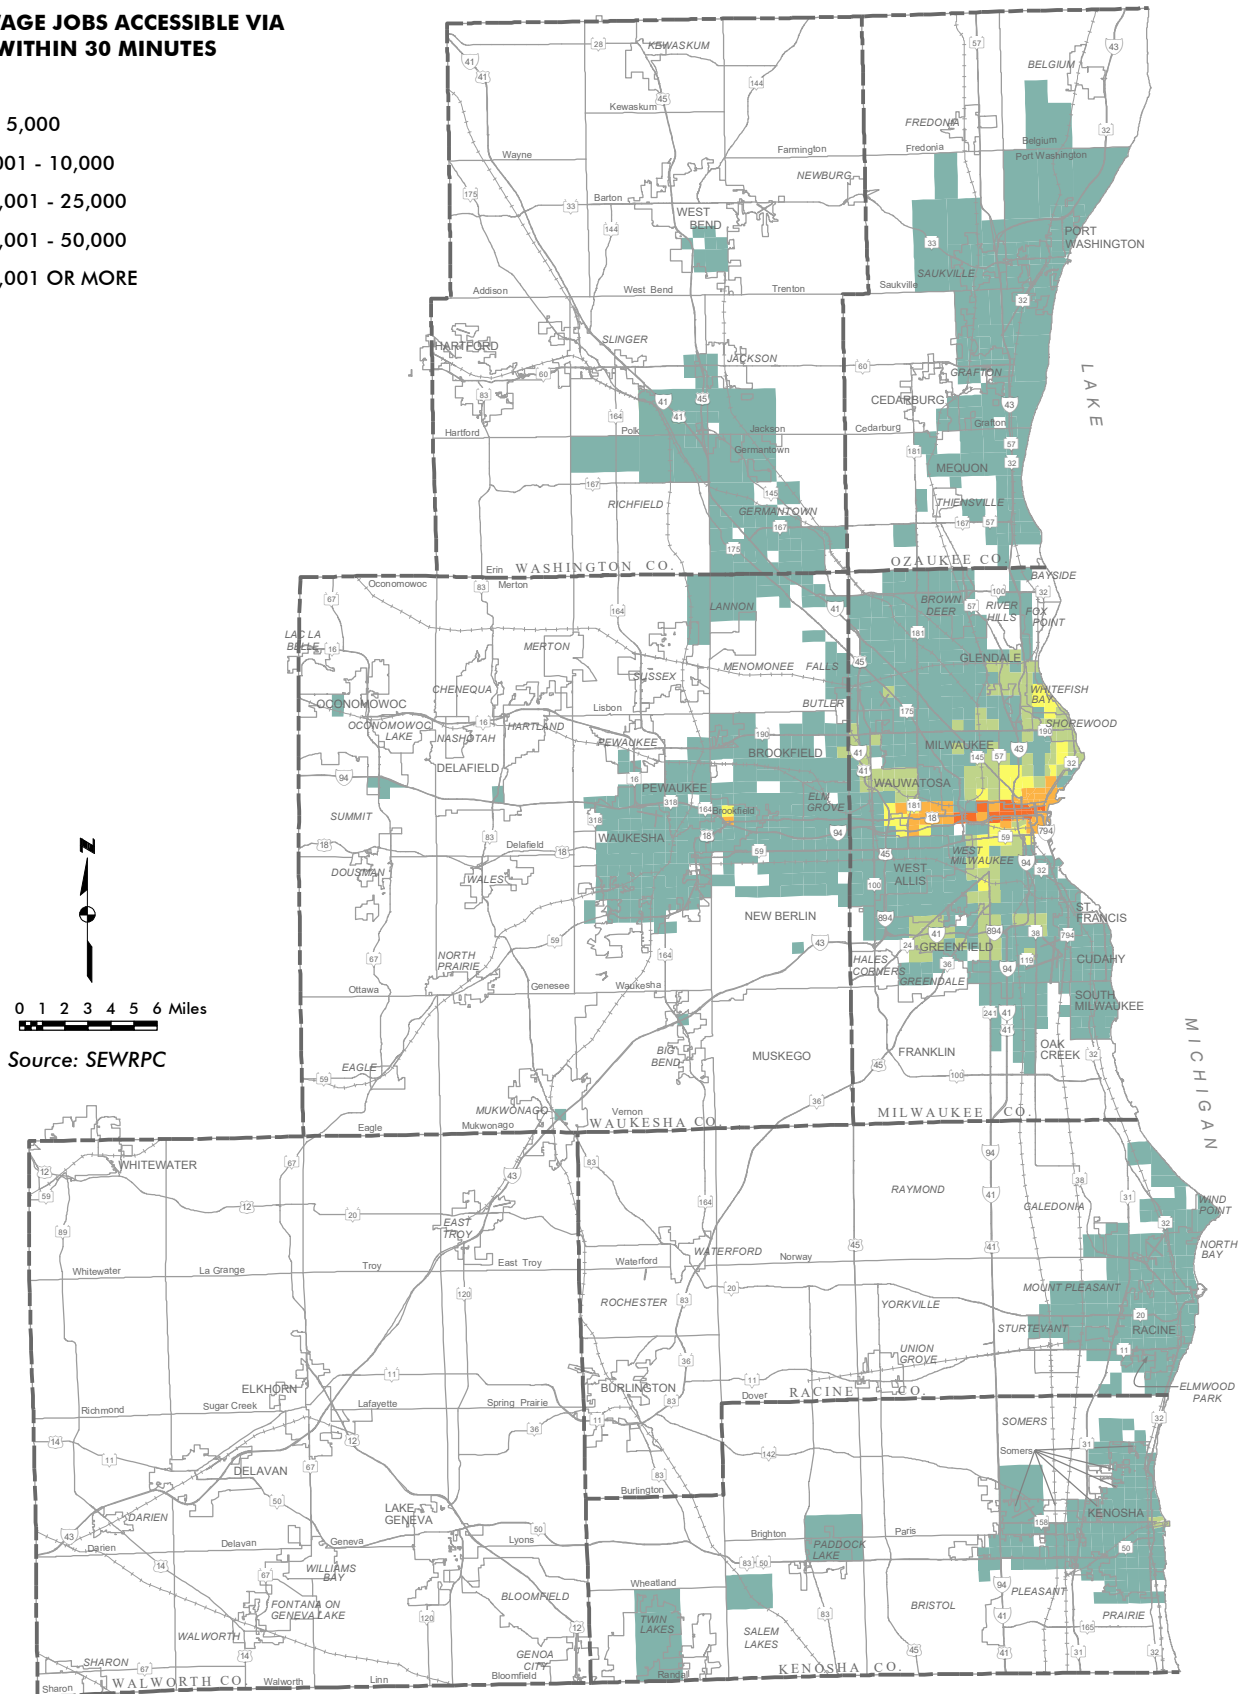 WAGE JOBS ACCESSIBLE VIA
WITHIN 30 MINUTES
5,000
001 - 10,000
,001 - 25,000
,001 - 50,000
,001 OR MORE
KEWASKUM
Kewaskum
Wayne
Farmington
NEWBURG
Barton
WEST
BEND
Addison
West Bend
Trenton
BELGIUM
FREDONIA
Belgium
Fredonia
Port Washington
PORT
WASHINGTON
SAUKVILLE
Saukville
SLINGER
HARTFORD
JACKSON
Hartford
Polk
Jackson
Germantown
RICHFIELD
GERMANTOWN
Erin
WASHINGTON CO.
GRAFTON
CEDARBURG
Grafton
Cedarburg
MEQUON
THIENSVILLE
OZAUKEE CO.
LAKE
MICHIGAN
Oconomowoc
Merton
LAC LA
BELLE
MERTON
LANNON
MENOMONEE FALLS
SUSSEX
CHENEQUA
OCONOMOWOC
Lisbon
BUTLER
OCONOMOWOC
LAKE
NASHOTAH
HARTLAND
PEWAUKEE
BROOKFIELD
DELAFIELD
PEWAUKEE
ELM
GROVE
Brookfield
SUMMIT
WAUKESHA
Delafield
DOUSMAN
WALES
NEW BERLIN
NORTH
PRAIRIE
Ottawa
Genesee
Waukesha
EAGLE
BIG
BEND
MUSKEGO
MUKWONAGO
Vernon
Eagle
Mukwonago
WAUKESHA CO.
BAYSIDE
BROWN
DEER
RIVER
HILLS
FOX
POINT
GLENDALE
WHITEFISH
BAY
SHOREWOOD
MILWAUKEE
WAUWATOSA
WEST
MILWAUKEE
WEST
ALLIS
ST.
FRANCIS
GREENFIELD
HALES
CORNERS
GREENDALE
CUDAHY
SOUTH
MILWAUKEE
FRANKLIN
OAK
CREEK
MILWAUKEE CO.
0 1 2 3 4 5 6 Miles
Source: SEWRPC
WHITEWATER
EAST
TROY
Whitewater
La Grange
Troy
East Troy
ELKHORN
Richmond
Sugar Creek
Lafayette
Spring Prairie
DELAVAN
LAKE
GENEVA
DARIEN
Darien
Delavan
Geneva
Lyons
WILLIAMS
BAY
FONTANA ON
GENEVA LAKE
BLOOMFIELD
WALWORTH
SHARON
GENOA
CITY
Sharon
WALWORTH CO.
Walworth
Linn
Bloomfield
RAYMOND
CALEDONIA
WIND
POINT
NORTH
BAY
WATERFORD
Waterford
Norway
ROCHESTER
YORKVILLE
MOUNT PLEASANT
STURTEVANT
RACINE
UNION
GROVE
BURLINGTON
Dover
RACINE CO.
ELMWOOD
PARK
Burlington
SOMERS
Somers
KENOSHA
Brighton
Paris
PADDOCK
LAKE
Wheatland
TWIN
LAKES
SALEM
LAKES
BRISTOL
PLEASANT
PRAIRIE
KENOSHA CO.